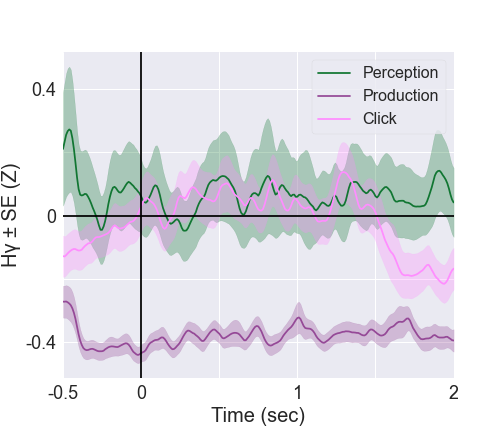 Perception
Production
Click
Hγ ± SE (Z)
0.4
0
-0.4
-0.5 0 1 2
Time (sec)